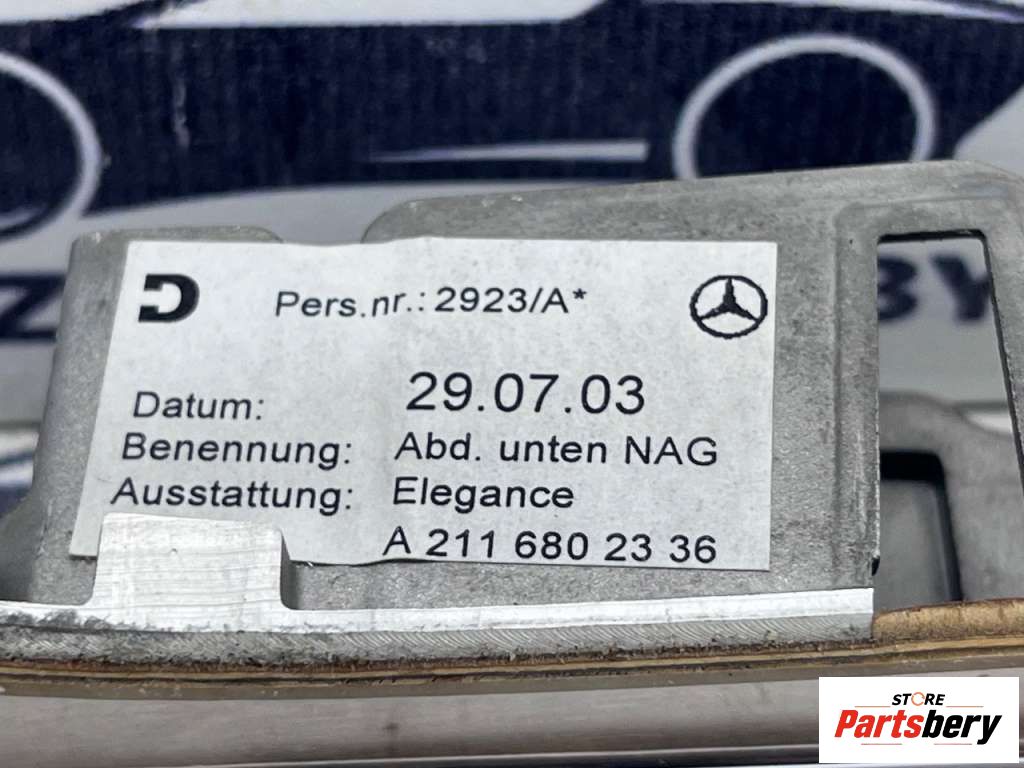 D Pers.nr.: 2923/A*
Datum: 29.07.03
Benennung: Abd. unten NAG
Ausstattung: Elegance
A 211 680 23 36
Z
BY
STORE
Partsbery